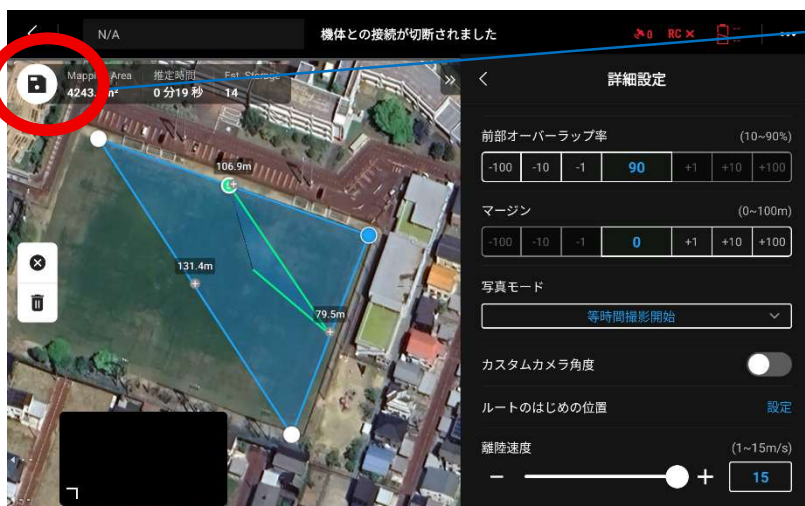 N/A
機体との接続が切断されました
0 RC
Mapping Area 推定時間 Est. Storage
4243. m² 0 分19 秒 14
詳細設定
前部オーバーラップ率 (10~90%)
-100 -10 -1 90 +1 +10 +100
106.9m
マージン (0~100m)
-100 -10 -1 0 +1 +10 +100
131.4m
写真モード
79.5m
等時間撮影開始
カスタムカメラ角度
ルートのはじめの位置 設定
離陸速度 (1~15m/s)
− + 15